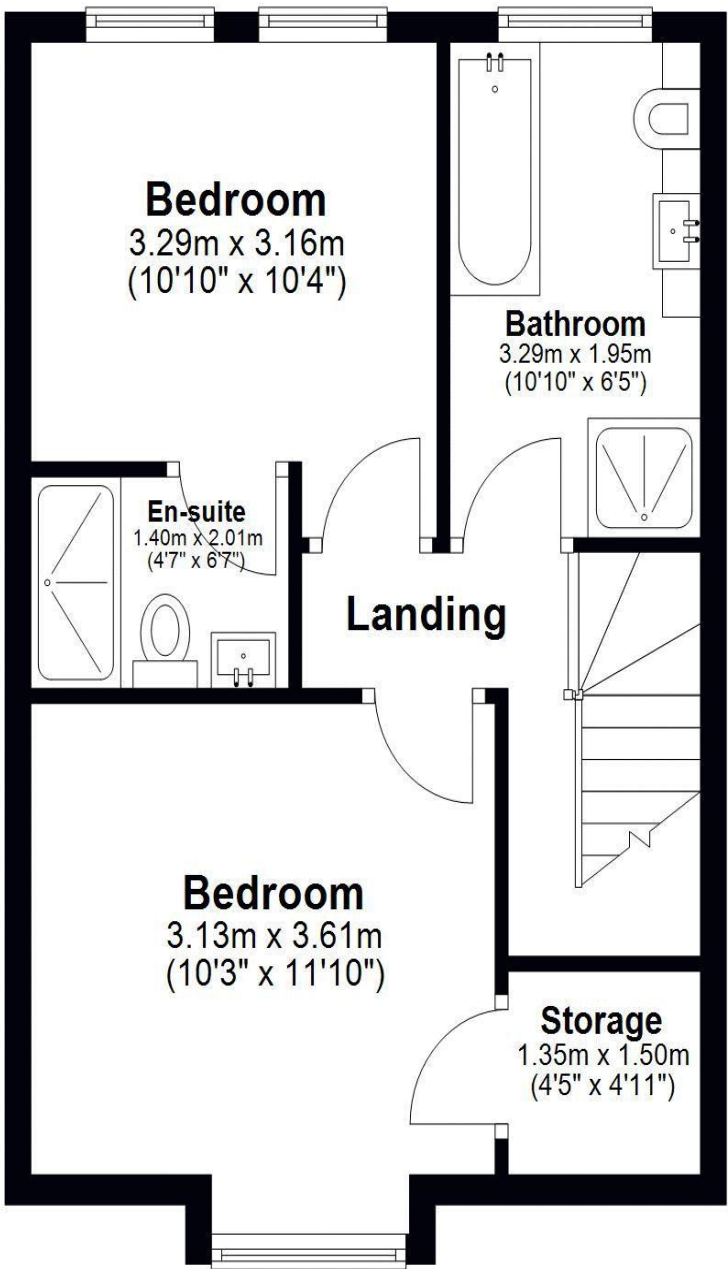 Bedroom
3.29m x 3.16m
(10'10" x 10'4")
Bathroom
3.29m x 1.95m
(10'10" x 6'5")
En-suite
1.40m x 2.01m
(4'7" x 6'7")
Landing
Bedroom
3.13m x 3.61m
(10'3" x 11'10")
Storage
1.35m x 1.50m
(4'5" x 4'11")